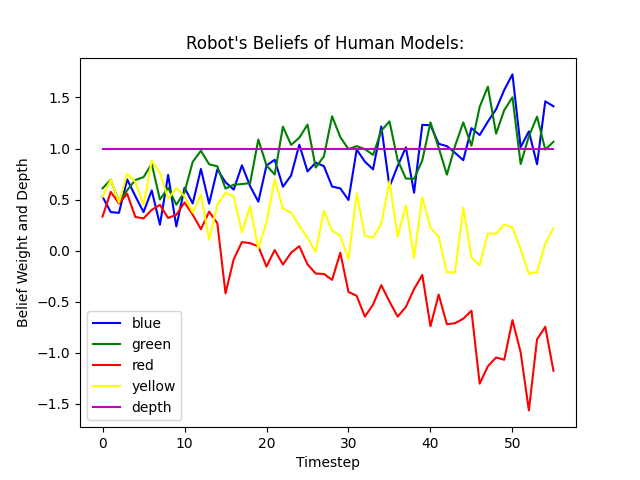 Robot's Beliefs of Human Models:
Belief Weight and Depth
1.5
1.0
0.5
0.0
−0.5
−1.0
−1.5
blue
green
red
yellow
depth
0 10 20 30 40 50
Timestep